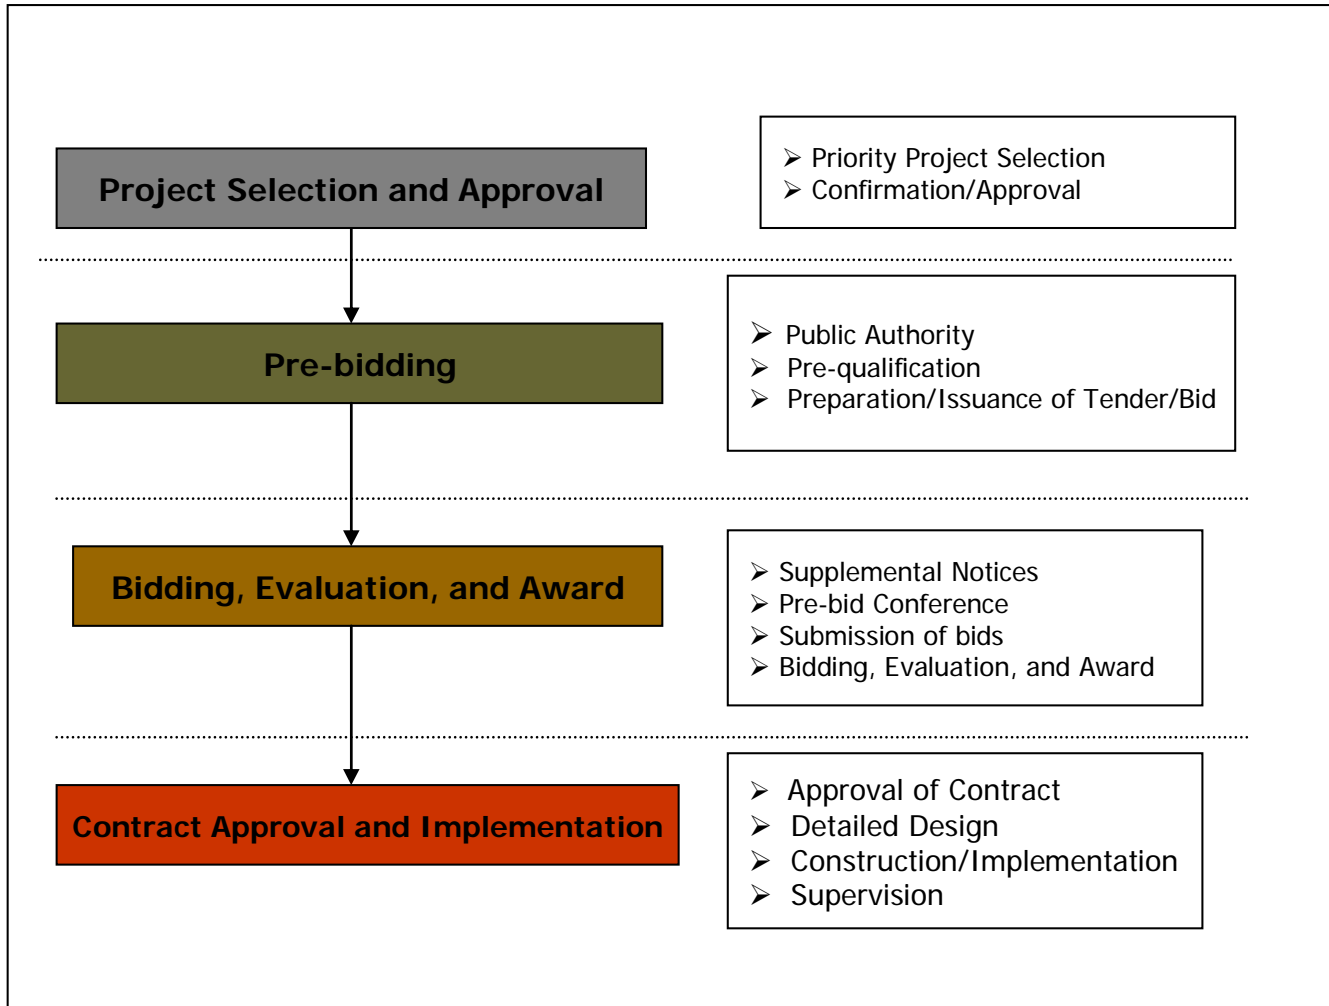 Project Selection and Approval
➢ Priority Project Selection
➢ Confirmation/Approval
Pre-bidding
➢ Public Authority
➢ Pre-qualification
➢ Preparation/Issuance of Tender/Bid
Bidding, Evaluation, and Award
➢ Supplemental Notices
➢ Pre-bid Conference
➢ Submission of bids
➢ Bidding, Evaluation, and Award
Contract Approval and Implementation
➢ Approval of Contract
➢ Detailed Design
➢ Construction/Implementation
➢ Supervision